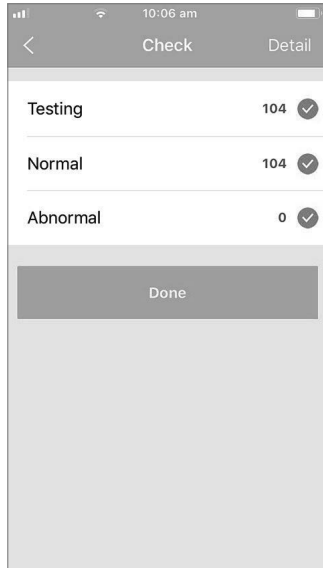 10:06 am
Check Detail
Testing 104
Normal 104
Abnormal 0
Done